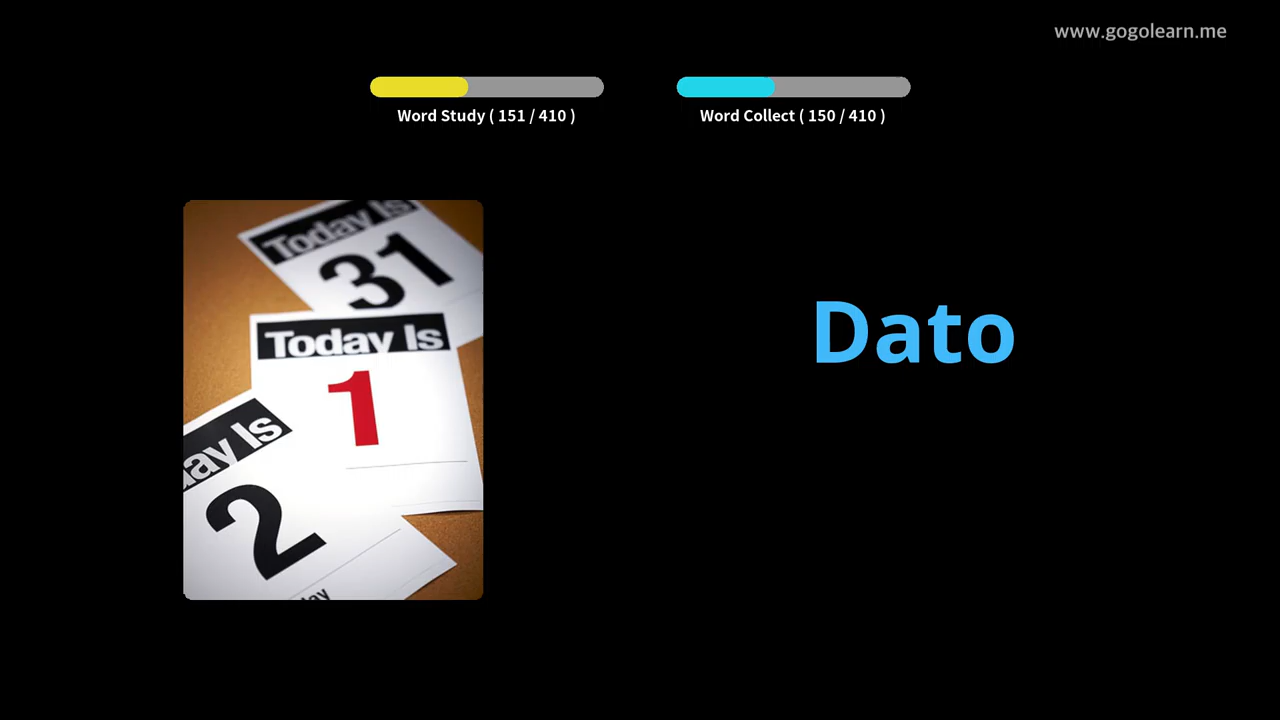 www.gogolearn.me
Word Study ( 151 / 410 )
Word Collect ( 150 / 410 )
Today Is
31
Today Is
1
ay Is
2
ay
Dato